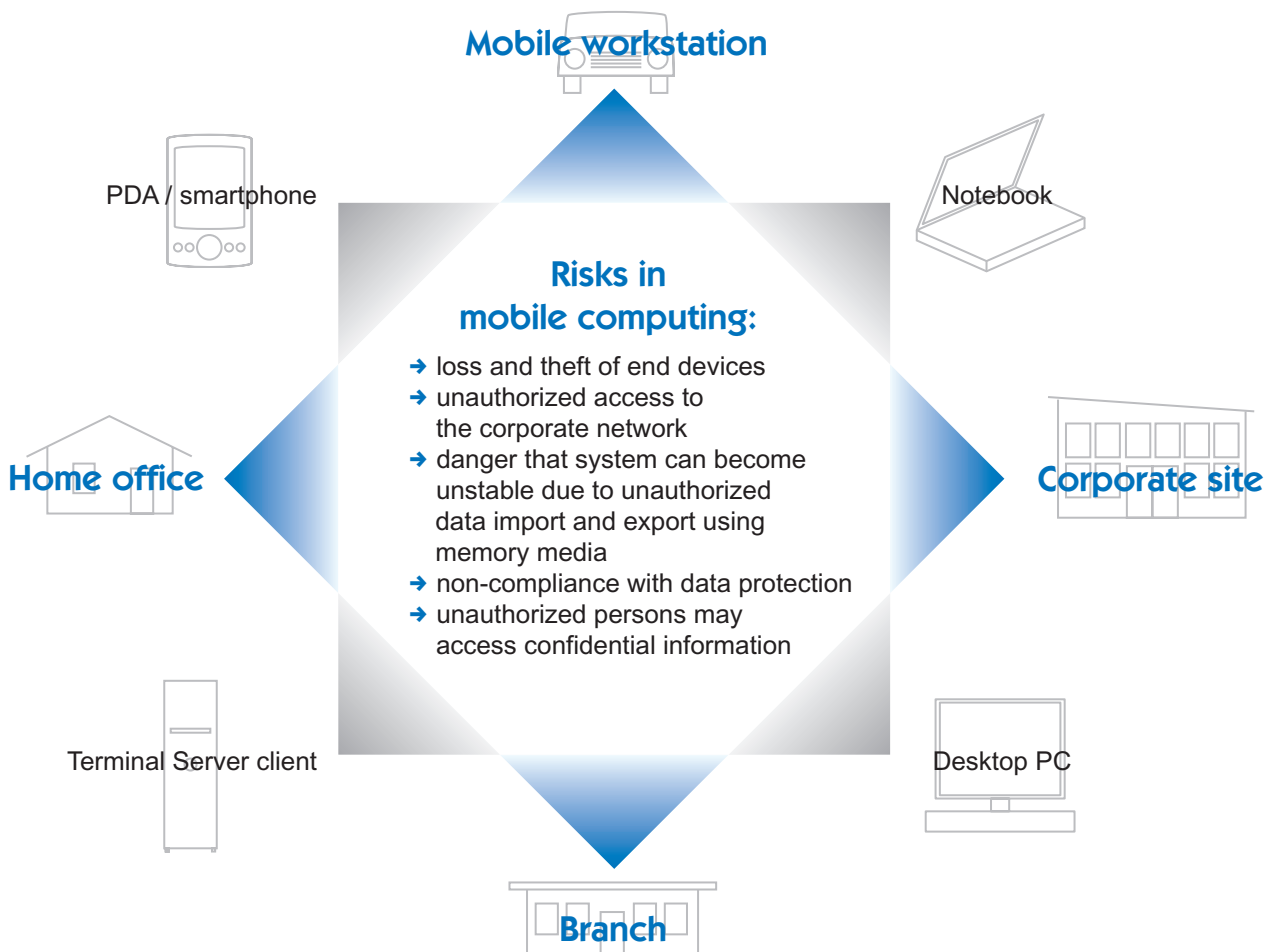 Mobile workstation
PDA / smartphone
Notebook
Risks in
mobile computing:
➔ loss and theft of end devices
➔ unauthorized access to
the corporate network
➔ danger that system can become
unstable due to unauthorized
data import and export using
memory media
➔ non-compliance with data protection
➔ unauthorized persons may
access confidential information
Home office
Corporate site
Terminal Server client
Desktop PC
Branch